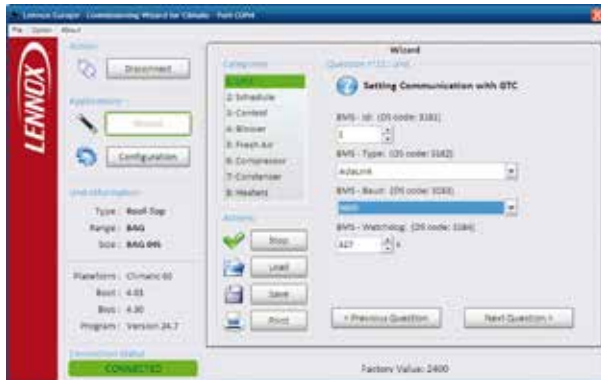 Lennox Europe - Commissioning Wizard for Climatic - Port COM4
File Option About
LENNOX
Action
Disconnect
Applications
Wizard
Configuration
Unit Information
Type : Roof-Top
Range : BAG
Size : BAG 045
Plateform : Climatic 60
Boot : 4.03
Bios : 4.30
Program : Version 24.7
Connection Status
CONNECTED
Wizard
Categories
2: Schedule
3: Control
4: Blower
5: Fresh Air
6: Compressor
7: Condenser
8: Heaters
Actions
Stop
Load
Save
Print
Setting Communication with GTC
BMS - Id: (DS code: 3181)
1
BMS - Type: (DS code: 3182)
AdaLink
BMS - Baud: (DS code: 3183)
BMS - Watchdog: (DS code: 3184)
s
< Previous Question
Next Question >
Factory Value: 2400